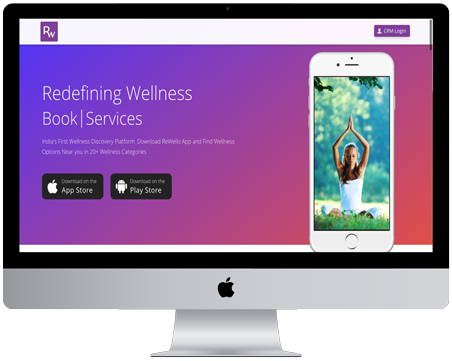 RW
CRM Login
Redefining Wellness
Book|Services
India's First Wellness Discovery Platform. Download ReWello App and Find Wellness
Options Near you in 20+ Wellness Categories
Download on the
App Store
Download on the
Play Store